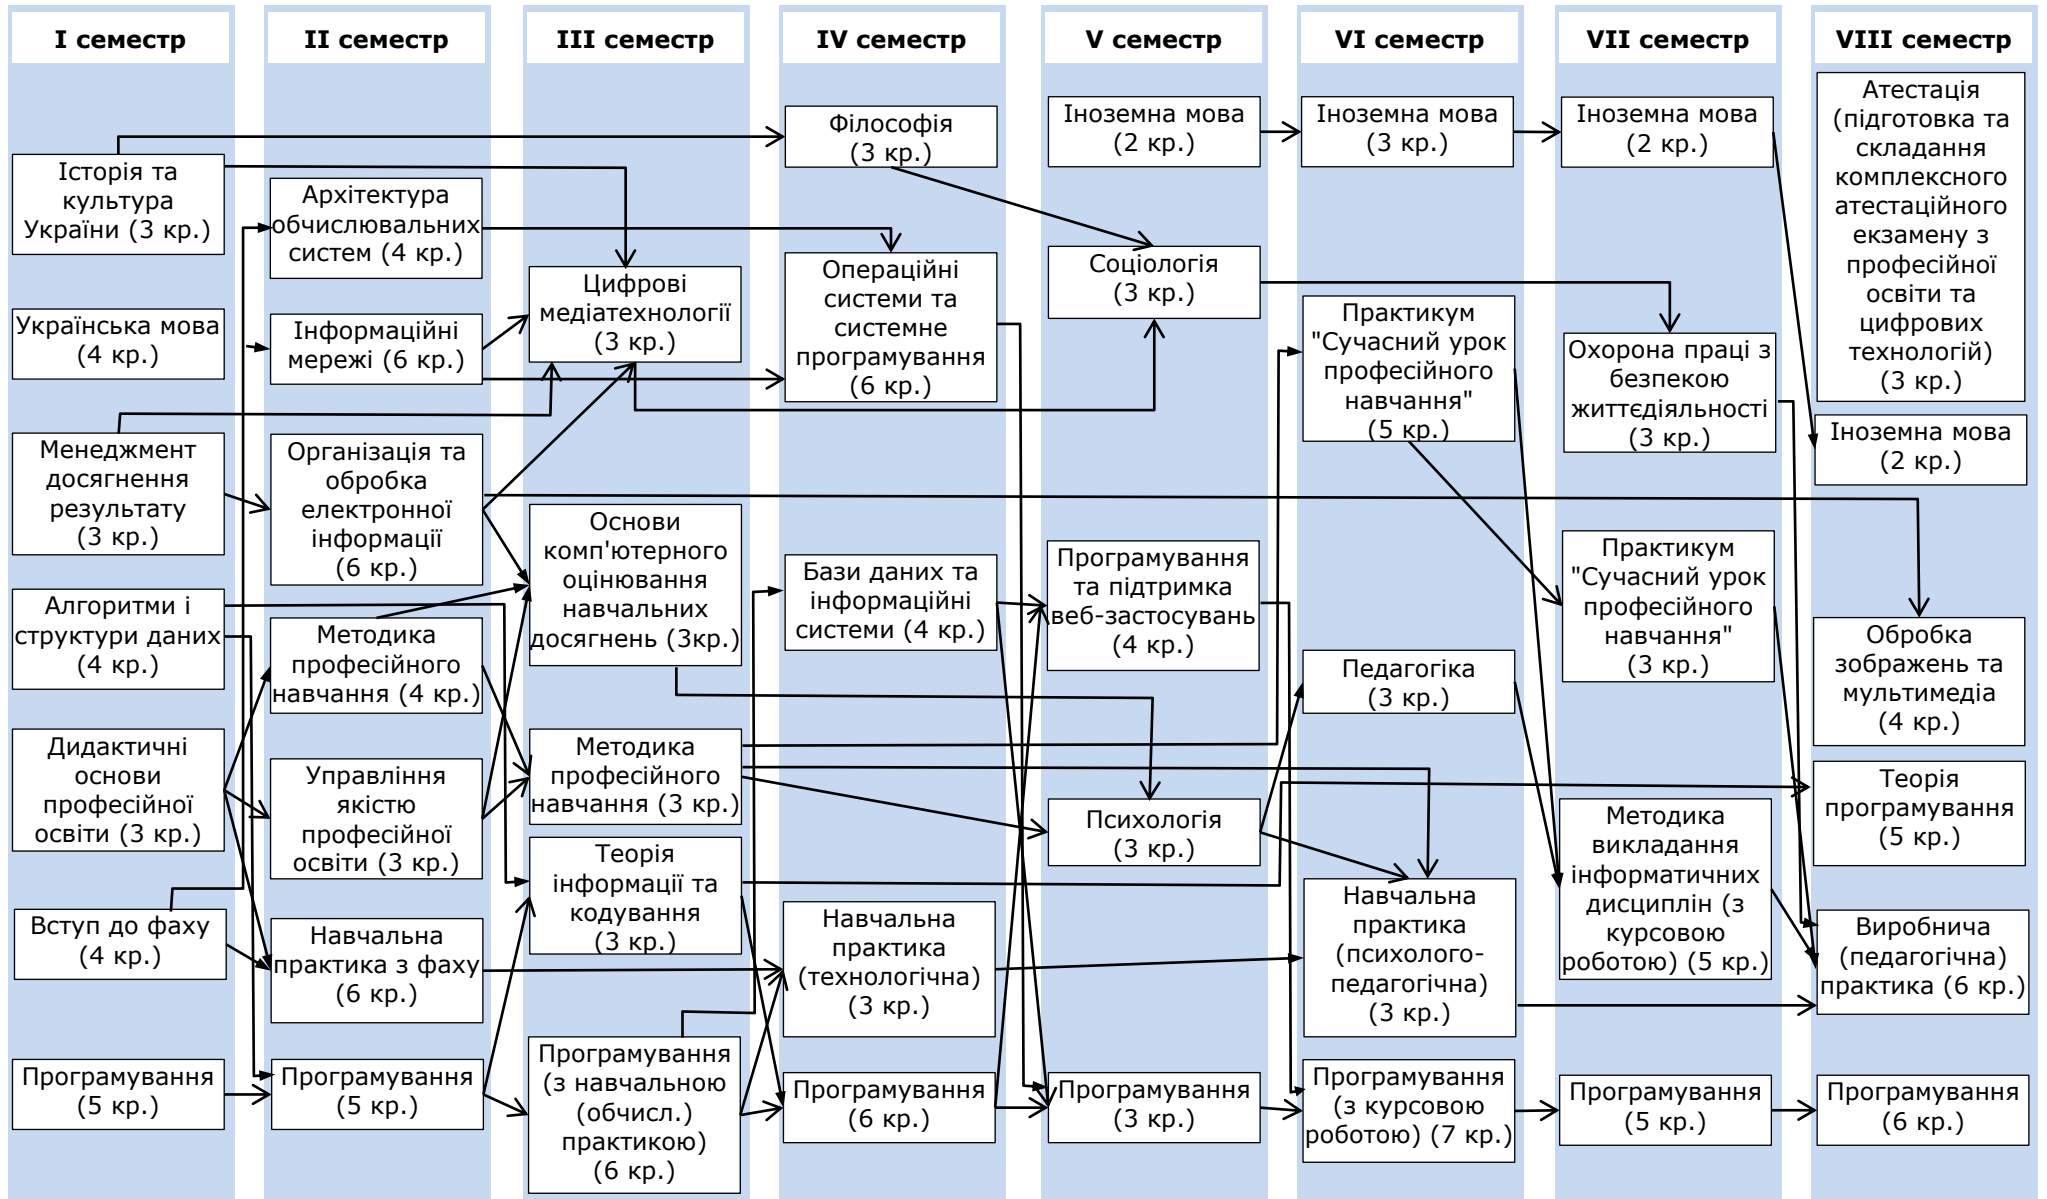 I семестр
Історія та
культура
України (3 кр.)
Українська мова
(4 кр.)
Менеджмент
досягнення
результату
(3 кр.)
Алгоритми і
структури даних
(4 кр.)
Дидактичні
основи
професійної
освіти (3 кр.)
Вступ до фаху
(4 кр.)
Програмування
(5 кр.)
II семестр
Архітектура
обчислювальних
систем (4 кр.)
Інформаційні
мережі (6 кр.)
Організація та
обробка
електронної
інформації
(6 кр.)
Методика
професійного
навчання (4 кр.)
Управління
якістю
професійної
освіти (3 кр.)
Навчальна
практика з фаху
(6 кр.)
Програмування
(5 кр.)
III семестр
Цифрові
медіатехнології
(3 кр.)
Основи
комп'ютерного
оцінювання
навчальних
досягнень (3кр.)
Методика
професійного
навчання (3 кр.)
Теорія
інформації та
кодування
(3 кр.)
Програмування
(з навчальною
(обчисл.)
практикою)
(6 кр.)
IV семестр
Філософія
(3 кр.)
Операційні
системи та
системне
програмування
(6 кр.)
Бази даних та
інформаційні
системи (4 кр.)
Навчальна
практика
(технологічна)
(3 кр.)
Програмування
(6 кр.)
V семестр
Іноземна мова
(2 кр.)
Соціологія
(3 кр.)
Програмування
та підтримка
веб-застосувань
(4 кр.)
Психологія
(3 кр.)
Програмування
(3 кр.)
VI семестр
Іноземна мова
(3 кр.)
Практикум
"Сучасний урок
професійного
навчання"
(5 кр.)
Педагогіка
(3 кр.)
Навчальна
практика
(психолого-
педагогічна)
(3 кр.)
Програмування
(з курсовою
роботою) (7 кр.)
VII семестр
Іноземна мова
(2 кр.)
Охорона праці з
безпекою
життєдіяльності
(3 кр.)
Практикум
"Сучасний урок
професійного
навчання"
(3 кр.)
Методика
викладання
інформатичних
дисциплін (з
курсовою
роботою) (5 кр.)
Програмування
(5 кр.)
VIII семестр
Атестація
(підготовка та
складання
комплексного
атестаційного
екзамену з
професійної
освіти та
цифрових
технологій)
(3 кр.)
Іноземна мова
(2 кр.)
Обробка
зображень та
мультимедіа
(4 кр.)
Теорія
програмування
(5 кр.)
Виробнича
(педагогічна)
практика (6 кр.)
Програмування
(6 кр.)